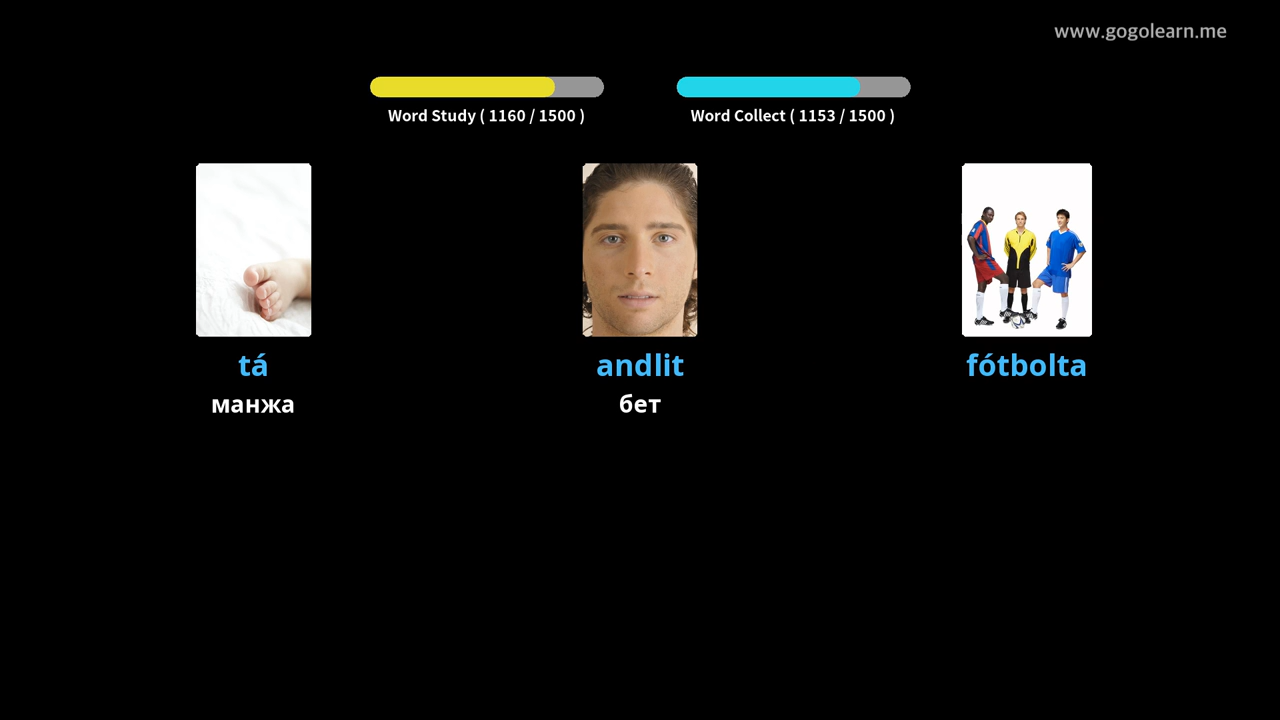 www.gogolearn.me
Word Study ( 1160 / 1500 )
Word Collect ( 1153 / 1500 )
tá
andlit
fótbolta
манжа
бет